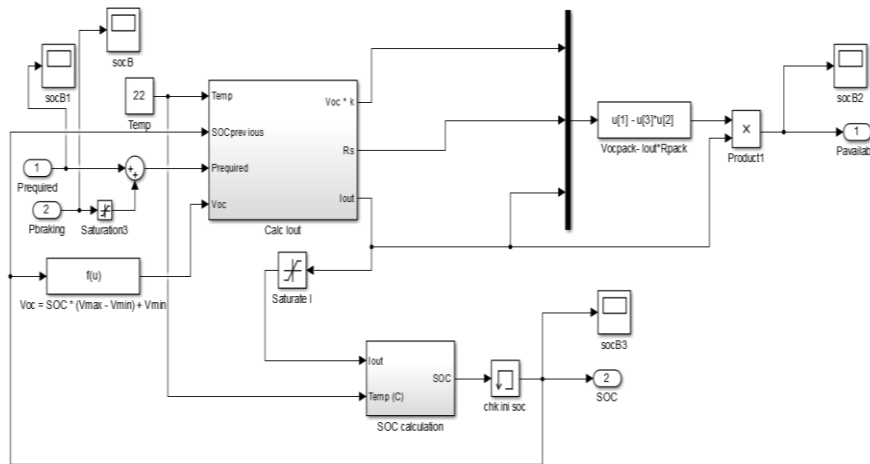 socB
socB1
22
Temp
Temp
SOCprevious
Prequired
Voc
Voc * k
Rs
Iout
Calc Iout
1
Prequired
2
Pbraking
Saturation3
+
+
f(u)
Voc = SOC * (Vmax - Vmin) + Vmin
Saturate I
u[1] - u[3]*u[2]
Vocpack- Iout*Rpack
X
Product1
socB2
1
Pavailab
Iout
Temp (C)
SOC
SOC calculation
chk ini soc
socB3
2
SOC